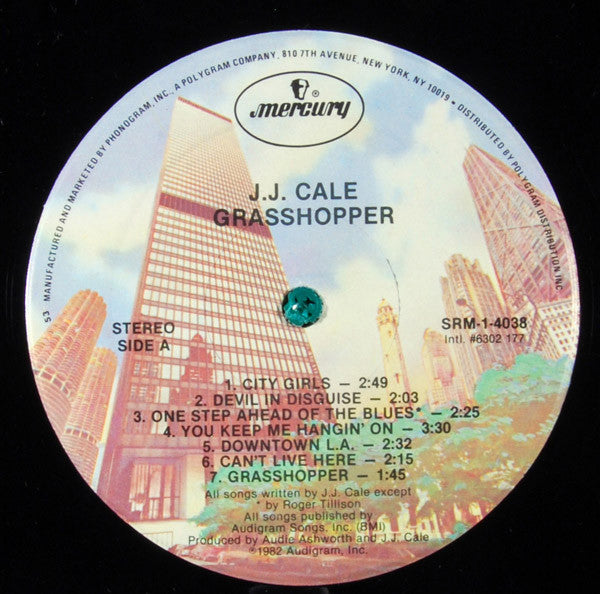 53 MANUFACTURED AND MARKETED BY PHONOGRAM, INC., A POLYGRAM COMPANY, 810 7TH AVENUE, NEW YORK, NY 10019 • DISTRIBUTED BY POLYGRAM DISTRIBUTION INC
®
mercury
J.J. CALE
GRASSHOPPER
STEREO
SIDE A
SRM-1-4038
Intl. #6302 177
1. CITY GIRLS — 2:49
2. DEVIL IN DISGUISE — 2:03
3. ONE STEP AHEAD OF THE BLUES* — 2:25
4. YOU KEEP ME HANGIN' ON — 3:30
5. DOWNTOWN L.A. — 2:32
6. CAN'T LIVE HERE — 2:15
7. GRASSHOPPER — 1:45
All songs written by J.J. Cale except
* by Roger Tillison.
All songs published by
Audigram Songs, Inc. (BMI)
Produced by Audie Ashworth and J.J. Cale
©1982 Audigram, Inc.